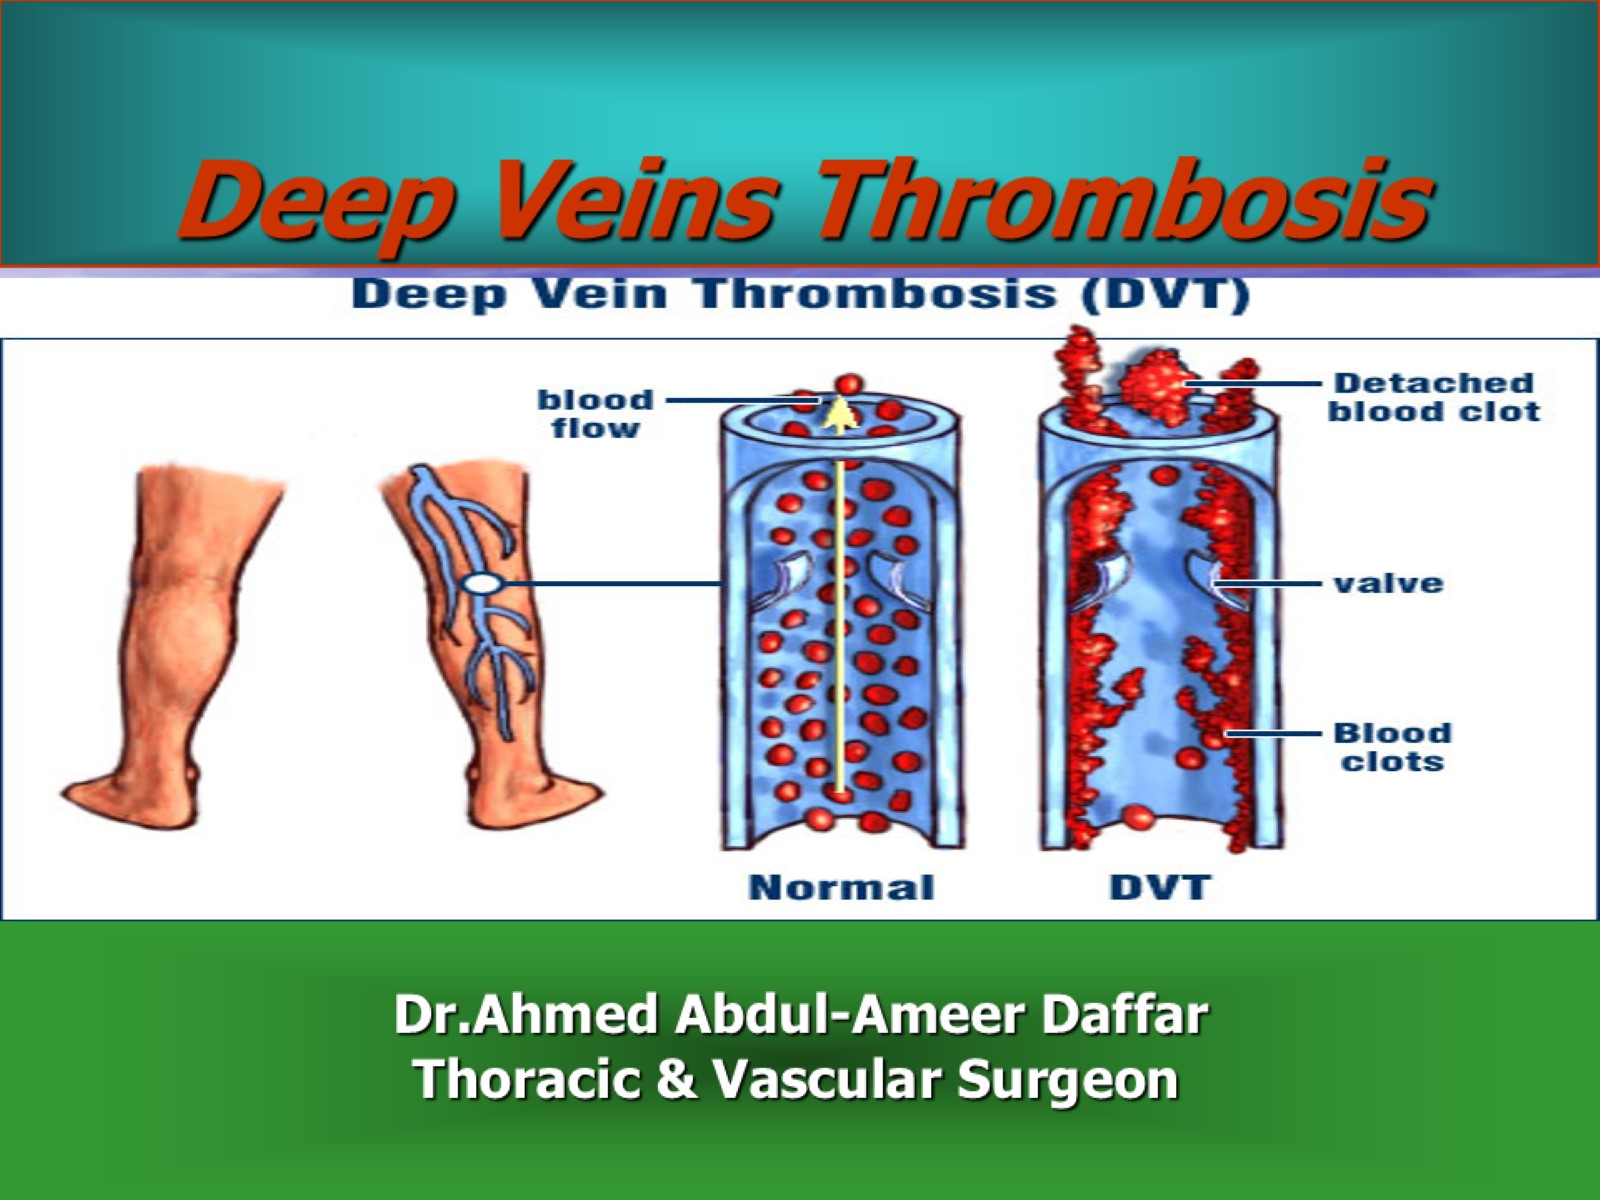 Deep Veins Thrombosis
Deep Vein Thrombosis (DVT)
blood
flow
Detached
blood clot
valve
Blood
clots
Normal
DVT
Dr.Ahmed Abdul-Ameer Daffar
Thoracic & Vascular Surgeon